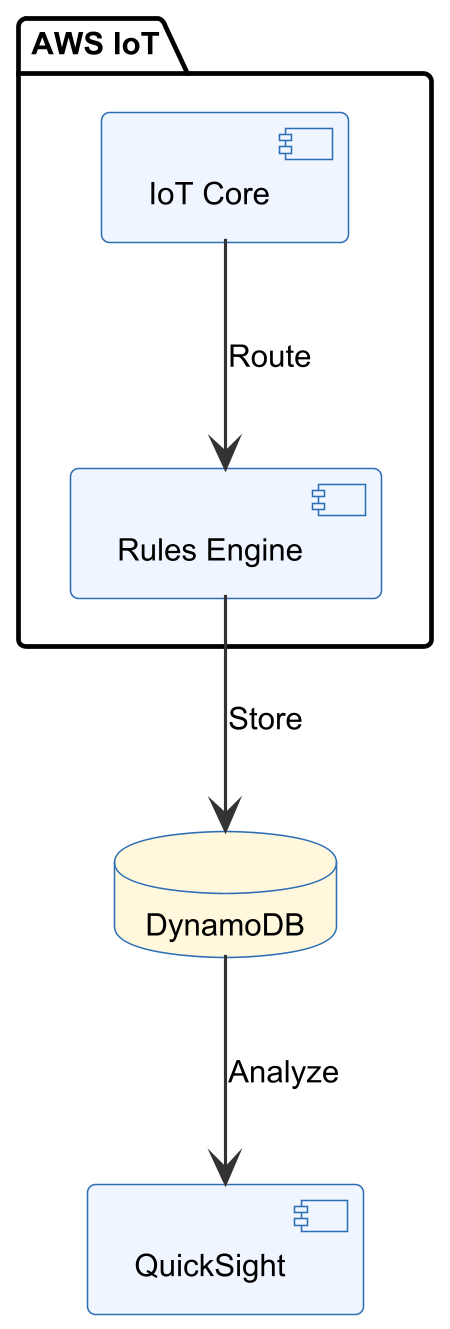 AWS IoT
IoT Core
Route
Rules Engine
Store
DynamoDB
Analyze
QuickSight